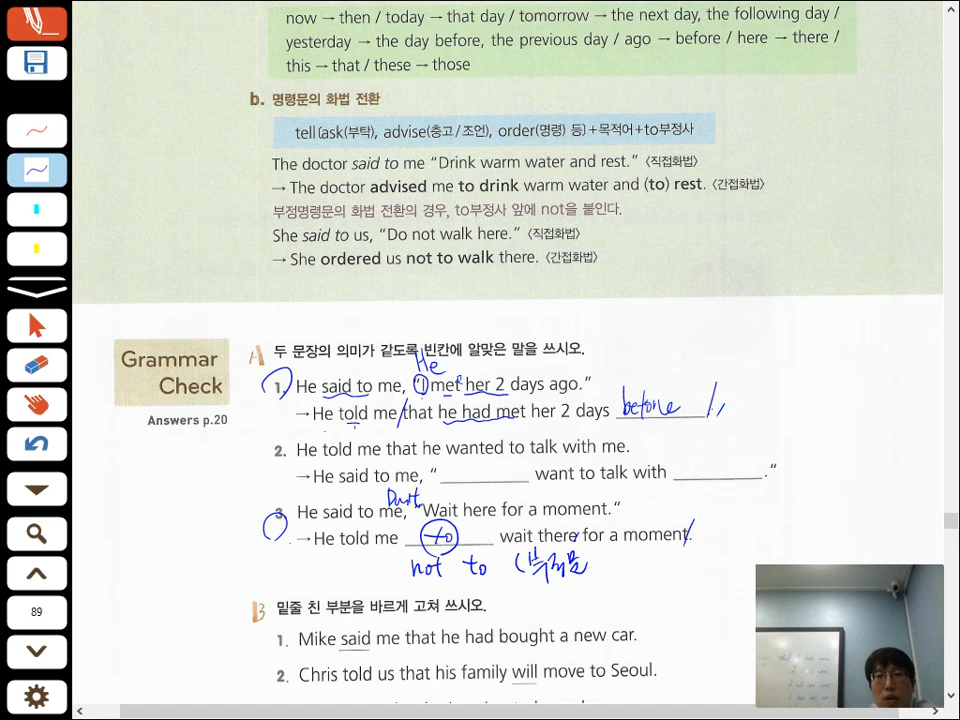 now → then / today → that day / tomorrow → the next day, the following day /
yesterday → the day before, the previous day / ago → before / here → there /
this → that / these → those
b. 명령문의 화법 전환
tell(ask(부탁), advise(충고/조언), order(명령) 등)+목적어+to부정사
The doctor said to me “Drink warm water and rest.” 〈직접화법〉
→ The doctor advised me to drink warm water and (to) rest. 〈간접화법〉
부정명령문의 화법 전환의 경우, to부정사 앞에 not을 붙인다.
She said to us, “Do not walk here.” 〈직접화법〉
→ She ordered us not to walk there. 〈간접화법〉
Grammar Check
Answers p.20
A 두 문장의 의미가 같도록 빈칸에 알맞은 말을 쓰시오.
He
1. He said to me, “I met her 2 days ago.”
→ He told me that he had met her 2 days before
2. He told me that he wanted to talk with me.
→ He said to me, “__________ want to talk with __________.”
3. He said to me, “Wait here for a moment.”
→ He told me to wait there for a moment.
not to
B 밑줄 친 부분을 바르게 고쳐 쓰시오.
1. Mike said me that he had bought a new car.
2. Chris told us that his family will move to Seoul.
89